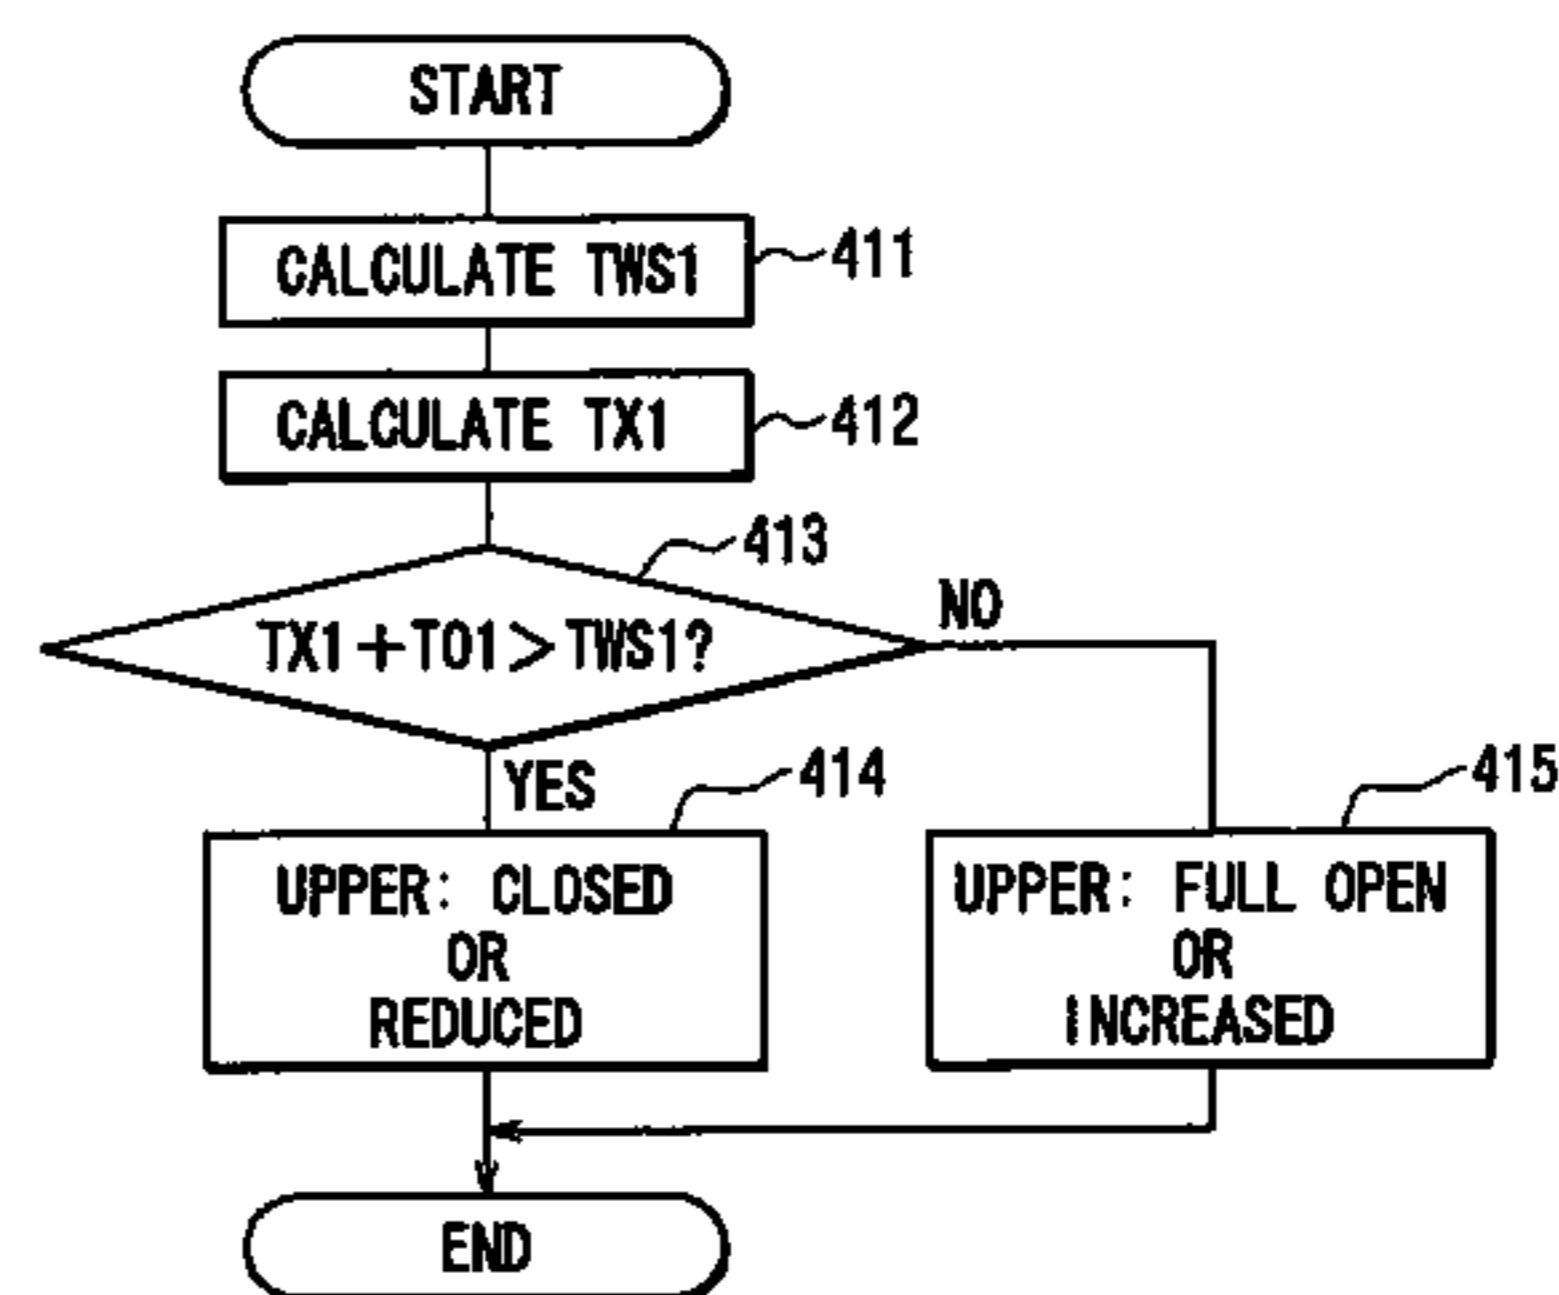 START
CALCULATE TWS1
411
CALCULATE TX1
412
413
TX1+TO1>TWS1?
NO
YES
414
415
UPPER: CLOSED
OR
REDUCED
UPPER: FULL OPEN
OR
INCREASED
END